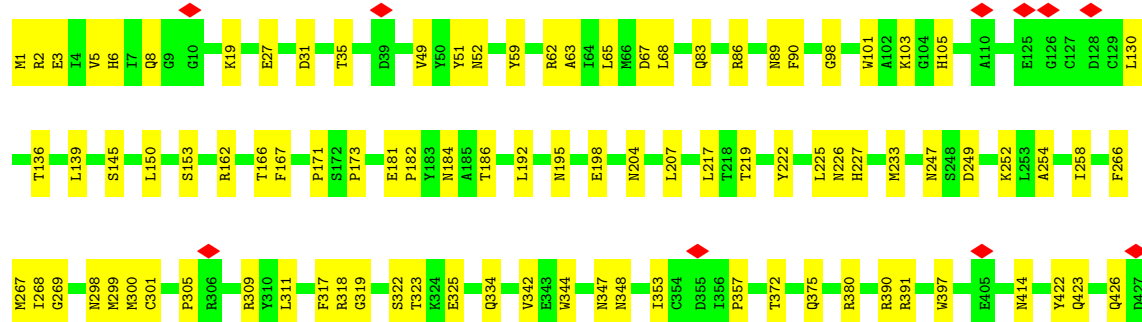 M1 R2 E3 I4 V5 H6 I7 Q8 G9 G10 K19 E27 D31 T35 D39 V49 Y50 Y51 N52 Y59 R62 A63 I64 L65 M66 D67 L68 Q83 R86 N89 F90 G98 W101 A102 K103 G104 H105 A110 E125 G126 C127 D128 C129 L130
T136 L139 S145 L150 S153 R162 T166 F167 P171 S172 P173 E181 P182 Y183 N184 A185 T186 L192 N195 E198 N204 L207 L217 T218 T219 Y222 L225 N226 H227 M233 N247 S248 D249 K252 L253 A254 I258 F266
M267 I268 G269 N298 M299 M300 C301 P305 R306 R309 Y310 L311 F317 R318 G319 S322 T323 K324 E325 Q334 V342 E343 W344 N347 N348 I353 C354 D355 I356 P357 T372 Q375 R380 R390 R391 W397 E405 N414 Y422 Q423 Q426 D427